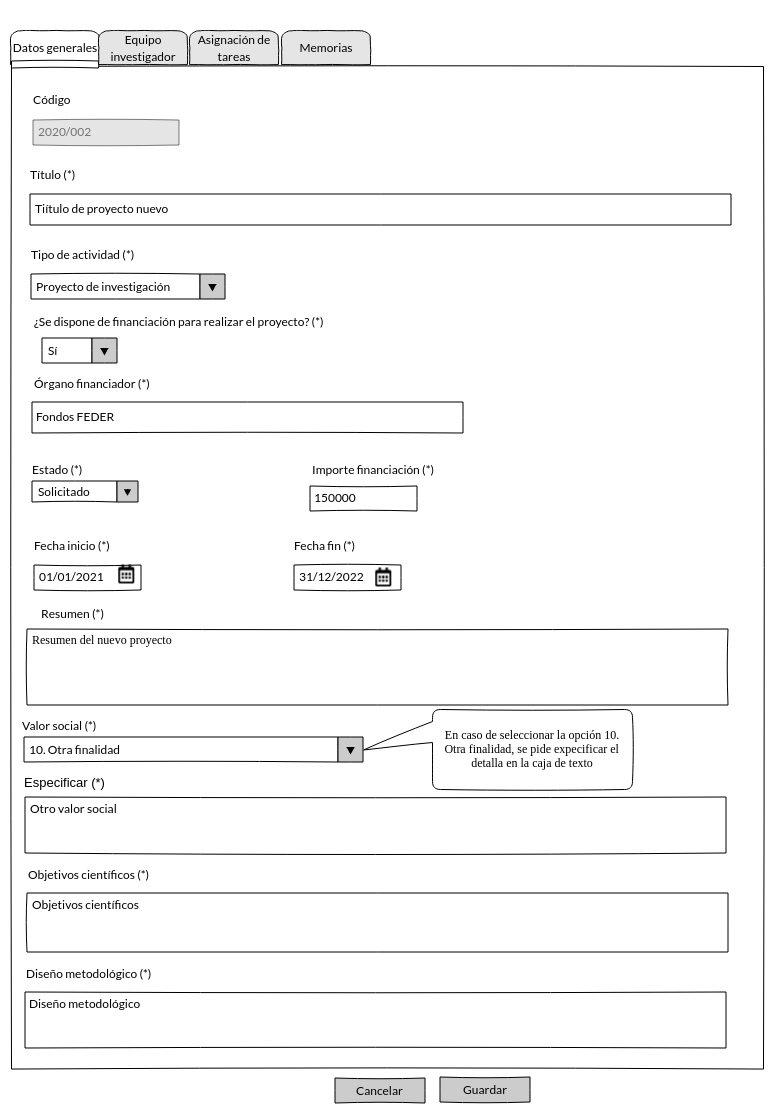 Datos generales
Equipo
investigador
Asignación de
tareas
Memorias
Código
2020/002
Título (*)
Tiítulo de proyecto nuevo
Tipo de actividad (*)
Proyecto de investigación
¿Se dispone de financiación para realizar el proyecto? (*)
Sí
Órgano financiador (*)
Fondos FEDER
Estado (*)
Importe financiación (*)
Solicitado
150000
Fecha inicio (*)
Fecha fin (*)
01/01/2021
31/12/2022
Resumen (*)
Resumen del nuevo proyecto
Valor social (*)
10. Otra finalidad
En caso de seleccionar la opción 10.
Otra finalidad, se pide expecificar el
detalla en la caja de texto
Especificar (*)
Otro valor social
Objetivos científicos (*)
Objetivos científicos
Diseño metodológico (*)
Diseño metodológico
Cancelar
Guardar